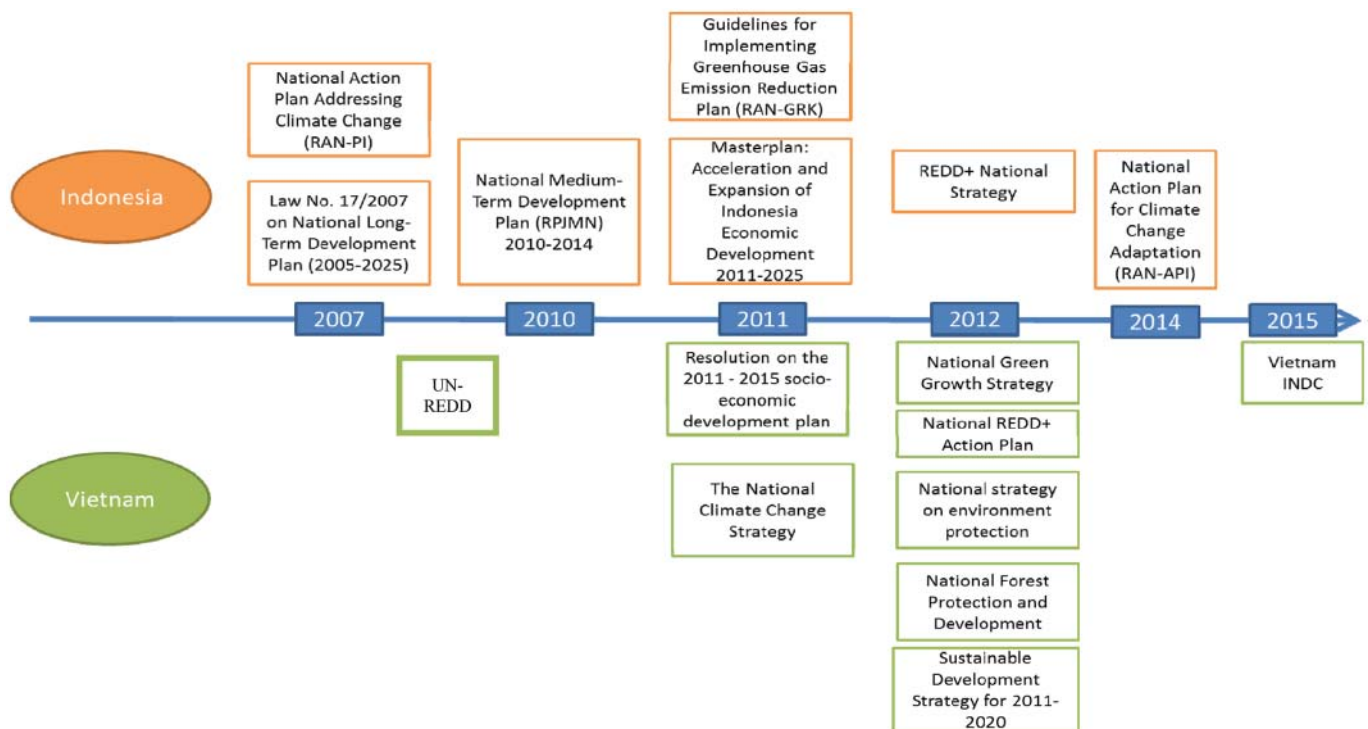 Guidelines for
Implementing
Greenhouse Gas
Emission Reduction
Plan (RAN-GRK)
National Action
Plan Addressing
Climate Change
(RAN-PI)
Masterplan:
Acceleration and
Expansion of
Indonesia
Economic
Development
2011-2025
National Medium-
Term Development
Plan (RPJMN)
2010-2014
REDD+ National
Strategy
National
Action Plan
for Climate
Change
Adaptation
(RAN-API)
Indonesia
Law No. 17/2007
on National Long-
Term Development
Plan (2005-2025)
2007
2010
2011
2012
2014
2015
UN-
REDD
Resolution on the
2011 - 2015 socio-
economic
development plan
National Green
Growth Strategy
Vietnam
INDC
National REDD+
Action Plan
Vietnam
The National
Climate Change
Strategy
National strategy
on environment
protection
National Forest
Protection and
Development
Sustainable
Development
Strategy for 2011-
2020